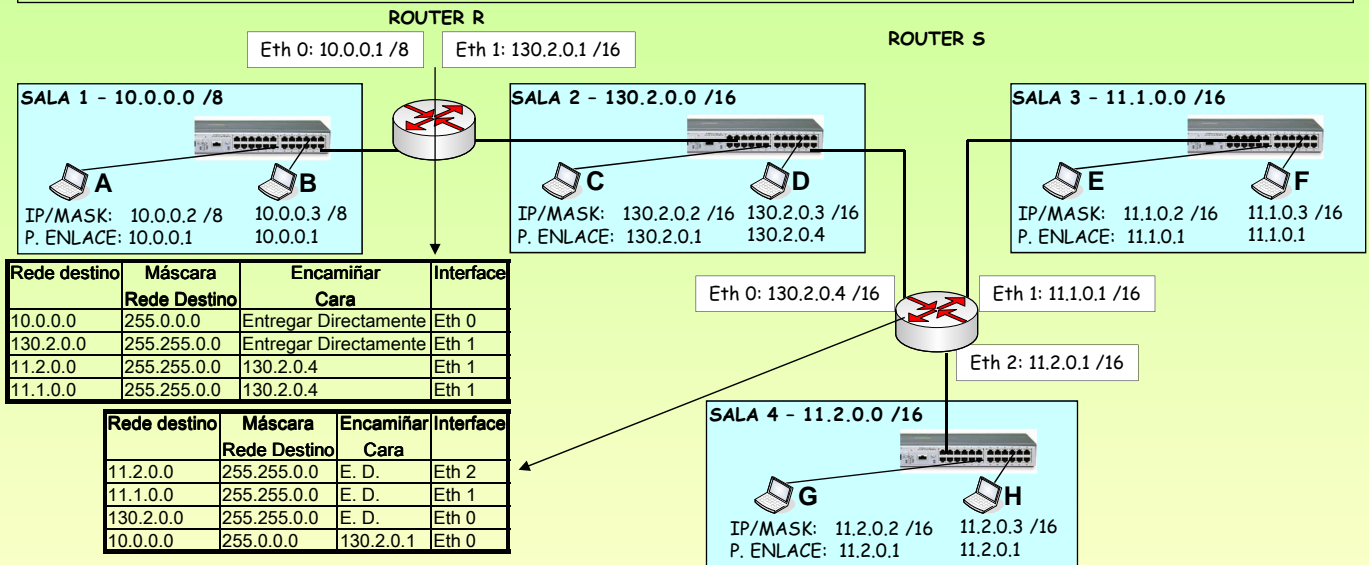 ROUTER R
ROUTER S
Eth 0: 10.0.0.1 /8
Eth 1: 130.2.0.1 /16
SALA 1 – 10.0.0.0 /8
A
B
IP/MASK: 10.0.0.2 /8 10.0.0.3 /8
P. ENLACE: 10.0.0.1 10.0.0.1
SALA 2 – 130.2.0.0 /16
C
D
IP/MASK: 130.2.0.2 /16 130.2.0.3 /16
P. ENLACE: 130.2.0.1 130.2.0.4
SALA 3 – 11.1.0.0 /16
E
F
IP/MASK: 11.1.0.2 /16 11.1.0.3 /16
P. ENLACE: 11.1.0.1 11.1.0.1
Rede destino Máscara Encamiñar Interface
Rede Destino Cara
10.0.0.0 255.0.0.0 Entregar Directamente Eth 0
130.2.0.0 255.255.0.0 Entregar Directamente Eth 1
11.2.0.0 255.255.0.0 130.2.0.4 Eth 1
11.1.0.0 255.255.0.0 130.2.0.4 Eth 1
Eth 0: 130.2.0.4 /16
Eth 1: 11.1.0.1 /16
Eth 2: 11.2.0.1 /16
Rede destino Máscara Encamiñar Interface
Rede Destino Cara
11.2.0.0 255.255.0.0 E. D. Eth 2
11.1.0.0 255.255.0.0 E. D. Eth 1
130.2.0.0 255.255.0.0 E. D. Eth 0
10.0.0.0 255.0.0.0 130.2.0.1 Eth 0
SALA 4 – 11.2.0.0 /16
G
H
IP/MASK: 11.2.0.2 /16 11.2.0.3 /16
P. ENLACE: 11.2.0.1 11.2.0.1